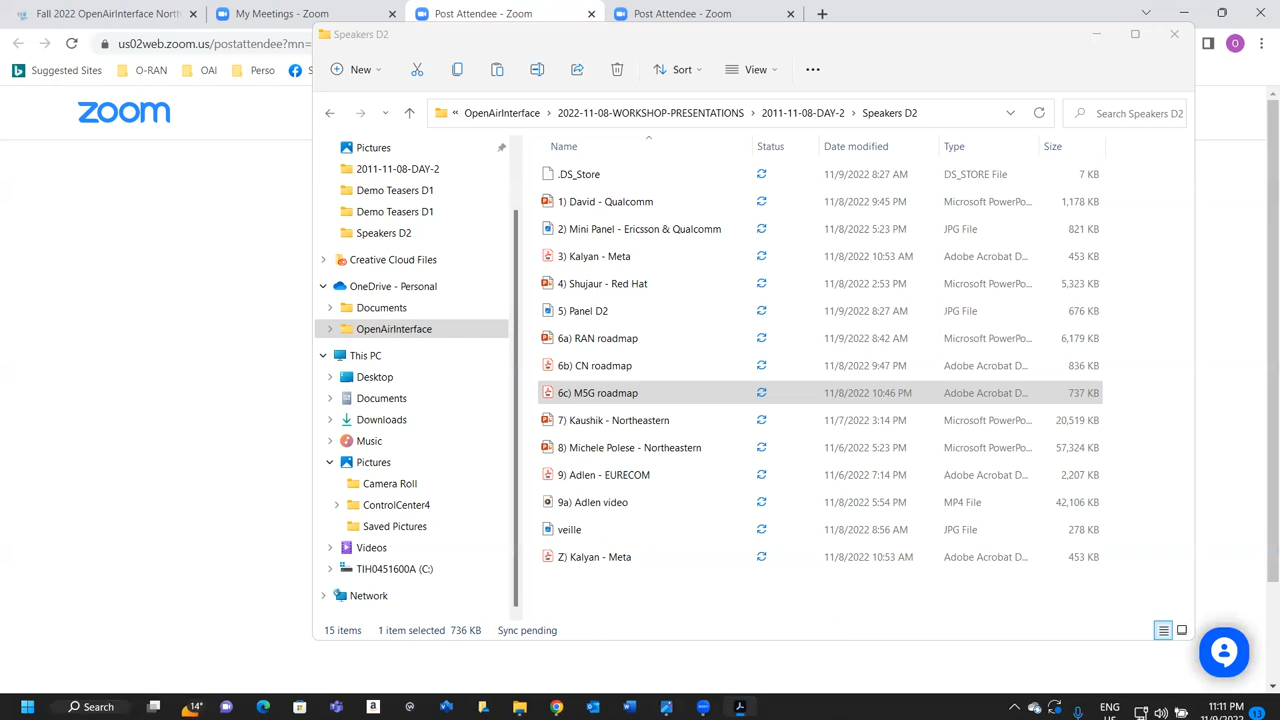 Fall 2022 OpenAirInterface North
My Meetings - Zoom
Post Attendee - Zoom
Post Attendee - Zoom
us02web.zoom.us/postattendee?mn=
O
Suggested Sites
O-RAN
OAI
Perso
S
zoom
Speakers D2
New
Sort
View
« OpenAirInterface > 2022-11-08-WORKSHOP-PRESENTATIONS > 2011-11-08-DAY-2 > Speakers D2
Search Speakers D2
Pictures
2011-11-08-DAY-2
Demo Teasers D1
Demo Teasers D1
Speakers D2
Creative Cloud Files
OneDrive - Personal
Documents
OpenAirInterface
This PC
Desktop
Documents
Downloads
Music
Pictures
Camera Roll
ControlCenter4
Saved Pictures
Videos
TIH0451600A (C:)
Network
Name Status Date modified Type Size
.DS_Store 11/9/2022 8:27 AM DS_STORE File 7 KB
1) David - Qualcomm 11/8/2022 9:45 PM Microsoft PowerPo... 1,178 KB
2) Mini Panel - Ericsson & Qualcomm 11/8/2022 5:23 PM JPG File 821 KB
3) Kalyan - Meta 11/8/2022 10:53 AM Adobe Acrobat D... 453 KB
4) Shujaur - Red Hat 11/8/2022 2:53 PM Microsoft PowerPo... 5,323 KB
5) Panel D2 11/9/2022 8:27 AM JPG File 676 KB
6a) RAN roadmap 11/9/2022 8:42 AM Microsoft PowerPo... 6,179 KB
6b) CN roadmap 11/8/2022 9:47 PM Adobe Acrobat D... 836 KB
6c) M5G roadmap 11/8/2022 10:46 PM Adobe Acrobat D... 737 KB
7) Kaushik - Northeastern 11/7/2022 3:14 PM Microsoft PowerPo... 20,519 KB
8) Michele Polese - Northeastern 11/6/2022 5:23 PM Microsoft PowerPo... 57,324 KB
9) Adlen - EURECOM 11/6/2022 7:14 PM Adobe Acrobat D... 2,207 KB
9a) Adlen video 11/8/2022 5:54 PM MP4 File 42,106 KB
veille 11/8/2022 8:56 AM JPG File 278 KB
Z) Kalyan - Meta 11/8/2022 10:53 AM Adobe Acrobat D... 453 KB
15 items 1 item selected 736 KB Sync pending
Search
14°
ENG
US
11:11 PM
11/9/2022
13